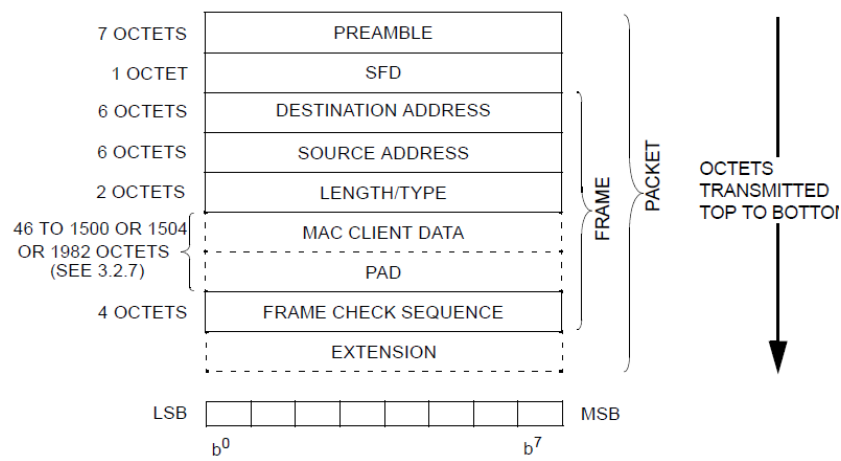 7 OCTETS PREAMBLE
1 OCTET SFD
6 OCTETS DESTINATION ADDRESS
6 OCTETS SOURCE ADDRESS
2 OCTETS LENGTH/TYPE
46 TO 1500 OR 1504
OR 1982 OCTETS
(SEE 3.2.7)
MAC CLIENT DATA
PAD
4 OCTETS FRAME CHECK SEQUENCE
EXTENSION
FRAME
PACKET
OCTETS
TRANSMITTED
TOP TO BOTTOM
LSB MSB
b0 b7